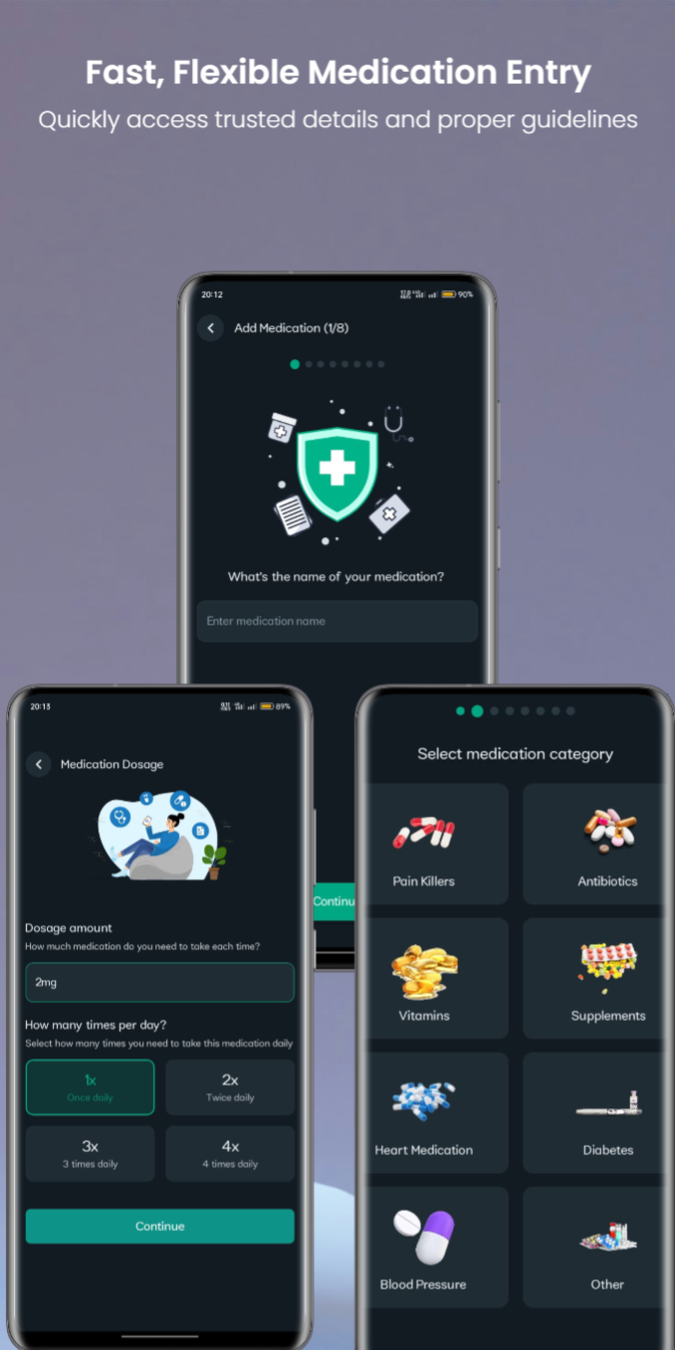 Fast, Flexible Medication Entry
Quickly access trusted details and proper guidelines
20:12
90%
Add Medication (1/8)
What's the name of your medication?
Enter medication name
Continu
20:13
89%
Medication Dosage
Dosage amount
How much medication do you need to take each time?
2mg
How many times per day?
Select how many times you need to take this medication daily
1x
Once daily
2x
Twice daily
3x
3 times daily
4x
4 times daily
Continue
Select medication category
Pain Killers
Antibiotics
Vitamins
Supplements
Heart Medication
Diabetes
Blood Pressure
Other